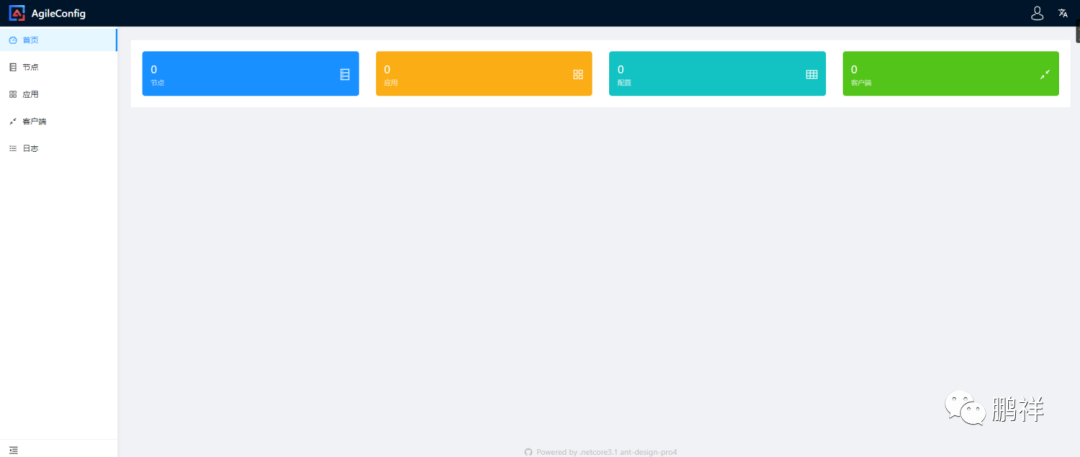 AgileConfig
首页
节点
应用
客户端
日志
0
节点
0
应用
0
配置
0
客户端
鹏祥
Powered by .netcore3.1 ant-design-pro4